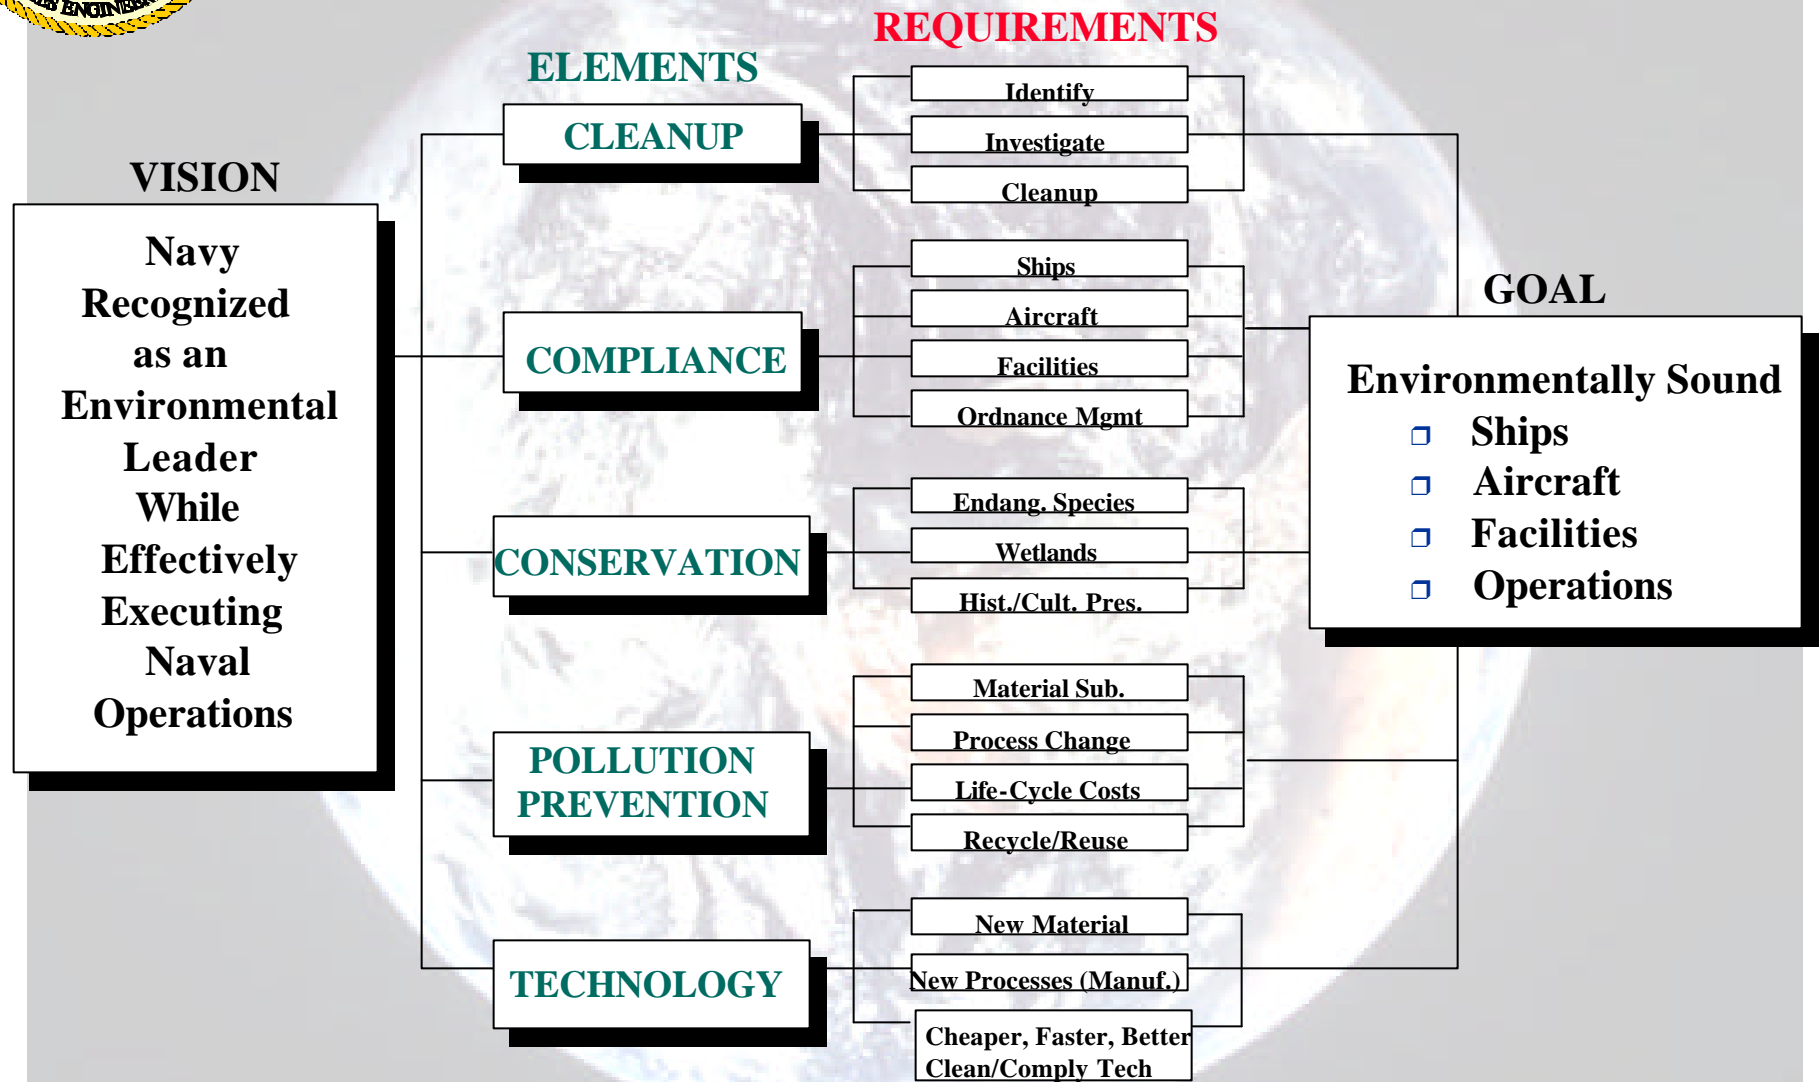 REQUIREMENTS
ELEMENTS
VISION
Navy
Recognized
as an
Environmental
Leader
While
Effectively
Executing
Naval
Operations
CLEANUP
Identify
Investigate
Cleanup
COMPLIANCE
Ships
Aircraft
Facilities
Ordnance Mgmt
CONSERVATION
Endang. Species
Wetlands
Hist./Cult. Pres.
POLLUTION
PREVENTION
Material Sub.
Process Change
Life-Cycle Costs
Recycle/Reuse
TECHNOLOGY
New Material
New Processes (Manuf.)
Cheaper, Faster, Better
Clean/Comply Tech
GOAL
Environmentally Sound
❒ Ships
❒ Aircraft
❒ Facilities
❒ Operations